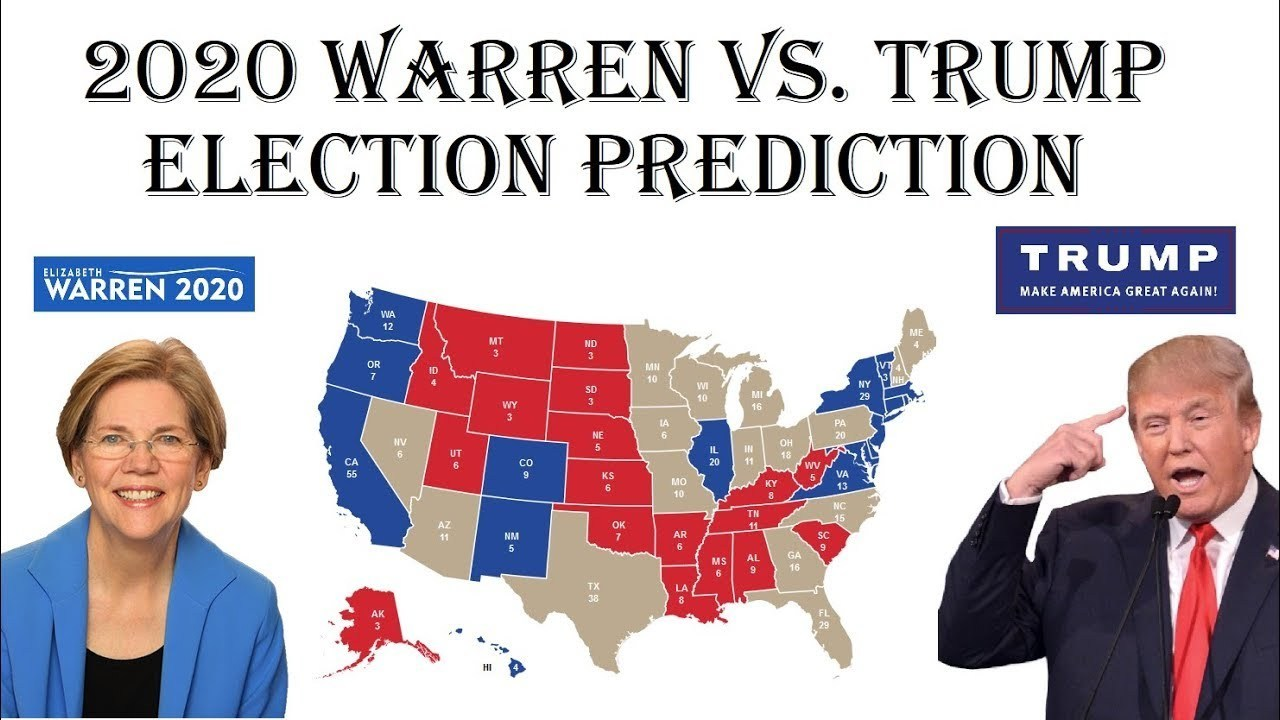 2020 WARREN VS. TRUMP
ELECTION PREDICTION
ELIZABETH
WARREN 2020
TRUMP
MAKE AMERICA GREAT AGAIN!
WA
12
OR
7
CA
55
NV
6
ID
4
MT
3
WY
3
UT
6
AZ
11
CO
9
NM
5
ND
3
SD
3
NE
5
KS
6
OK
7
TX
38
MN
10
IA
6
MO
10
AR
6
LA
8
WI
10
IL
20
MI
16
IN
11
OH
18
KY
8
TN
11
MS
6
AL
9
GA
16
FL
29
SC
9
NC
15
VA
13
WV
5
PA
20
NY
29
VT
3
4
NH
ME
4
AK
3
HI
4